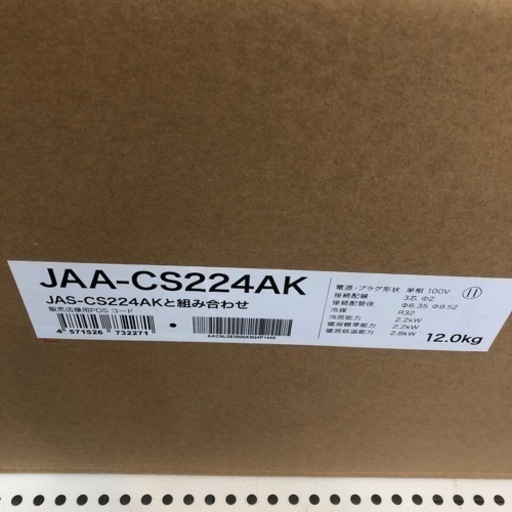 JAA-CS224AK
JAS-CS224AKと組み合わせ
販売店様用POS コード
4 571526 732271
電源・プラグ形状 単相 100V
接続配線 3芯 Φ2
接続配管径 Φ6.35 Φ9.52
冷媒 R32
冷房能力 2.2kW
暖房標準能力 2.2kW
暖房低温能力 2.8kW
12.0kg